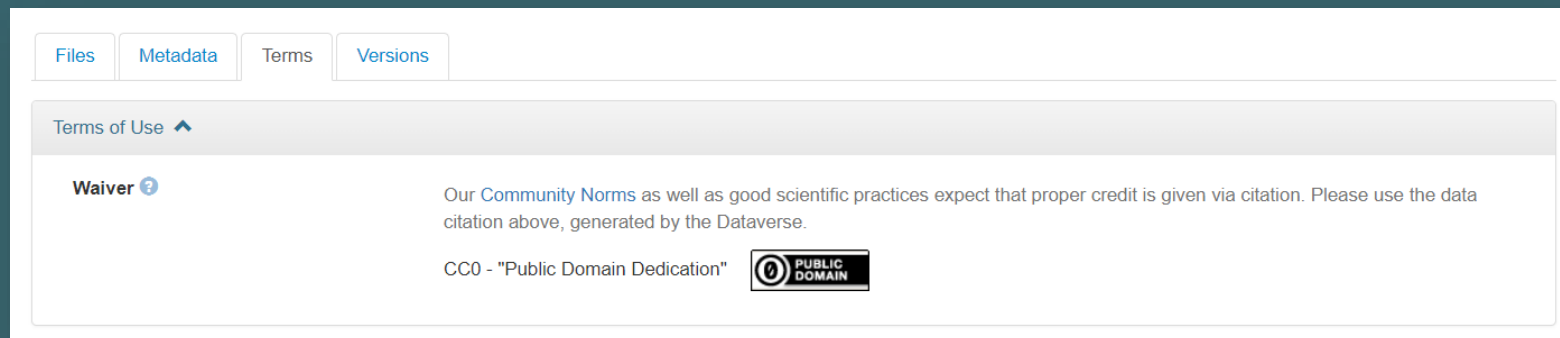 Files Metadata Terms Versions
Terms of Use
Waiver ?
Our Community Norms as well as good scientific practices expect that proper credit is given via citation. Please use the data
citation above, generated by the Dataverse.
CC0 - "Public Domain Dedication" 0 PUBLIC
DOMAIN